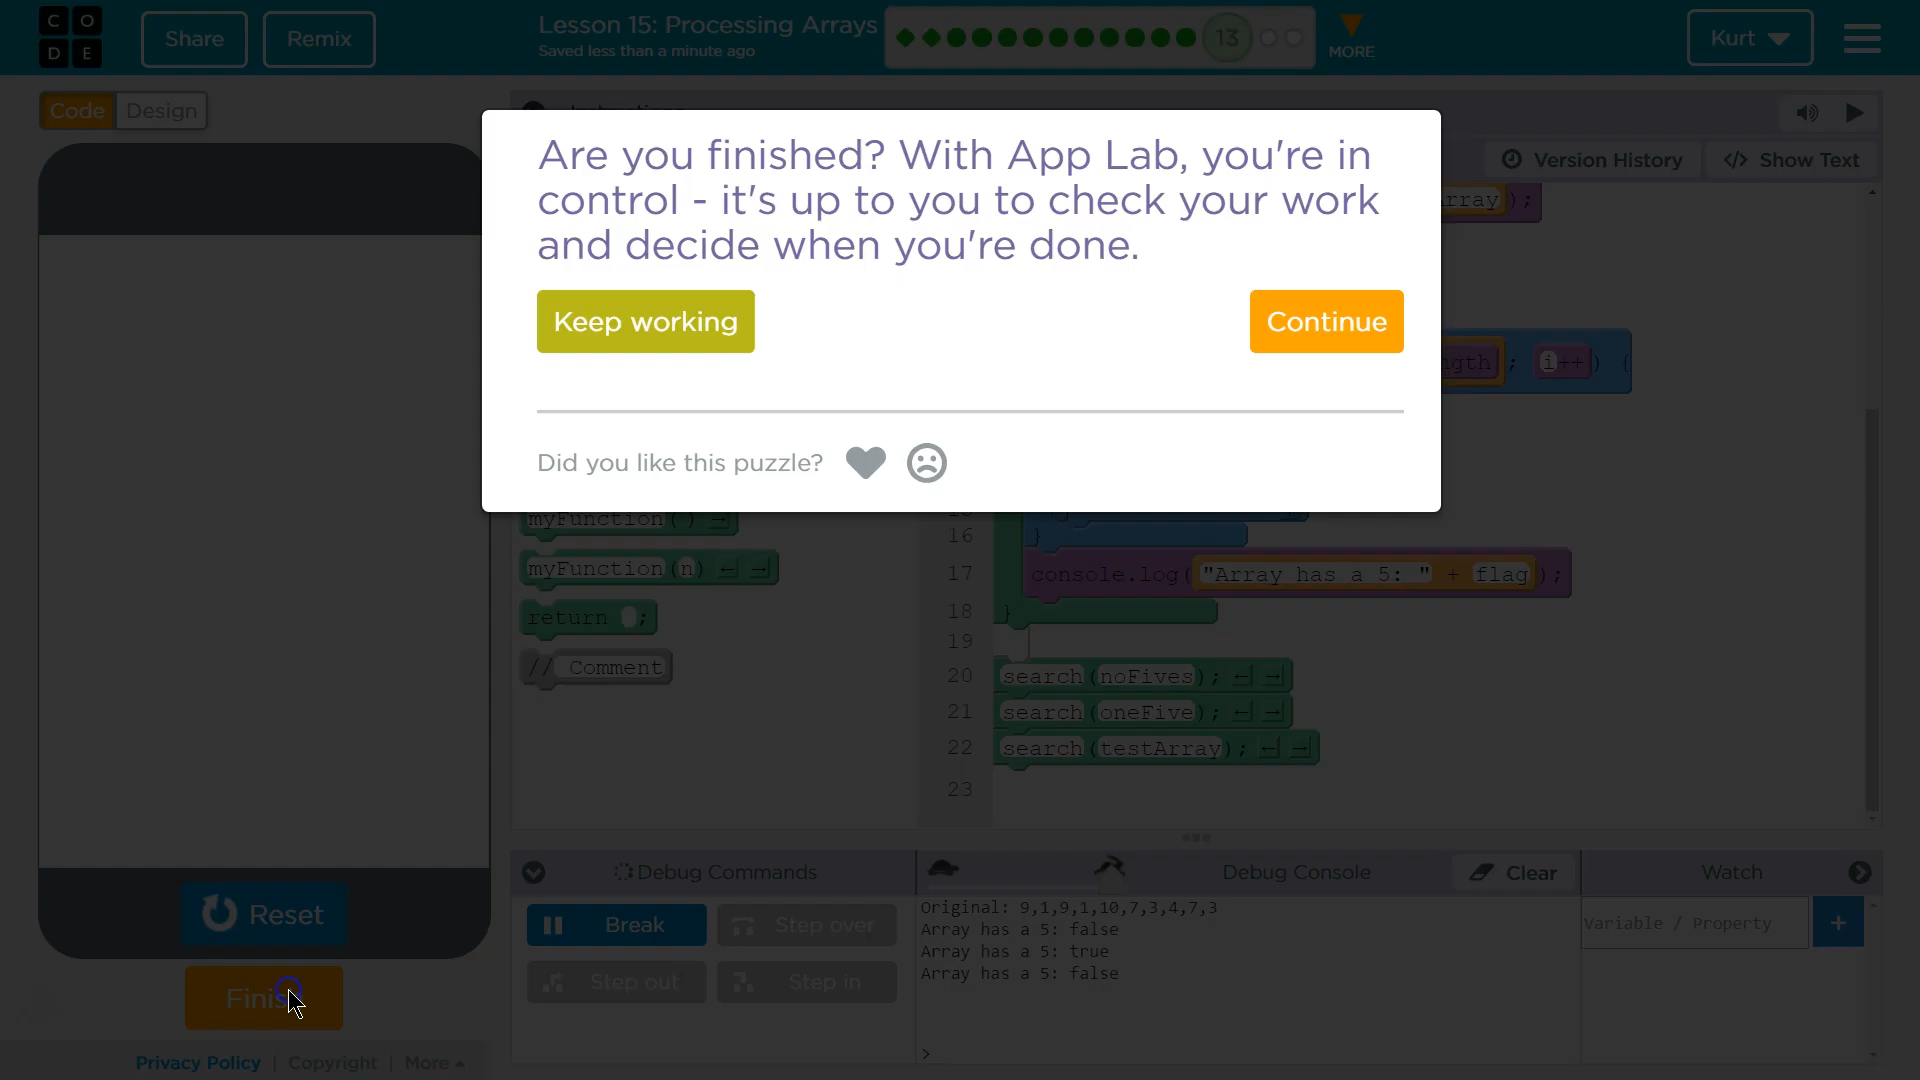 C O
D E
Share
Remix
Lesson 15: Processing Arrays
Saved less than a minute ago
13
MORE
Kurt
Code
Design
Version History
</> Show Text
Are you finished? With App Lab, you're in
control - it's up to you to check your work
and decide when you're done.
Keep working
Continue
Did you like this puzzle?
rray);
ngth; i++) {
myFunction()
myFunction(n)
return ;
// Comment
16 }
17 console.log("Array has a 5: " + flag);
18 }
19
20 search(noFives);
21 search(oneFive);
22 search(testArray);
23
Reset
Debug Commands
Break
Step over
Step out
Step in
Debug Console
Clear
Original: 9,1,9,1,10,7,3,4,7,3
Array has a 5: false
Array has a 5: true
Array has a 5: false
>
Watch
Variable / Property
+
Finis
Privacy Policy | Copyright | More